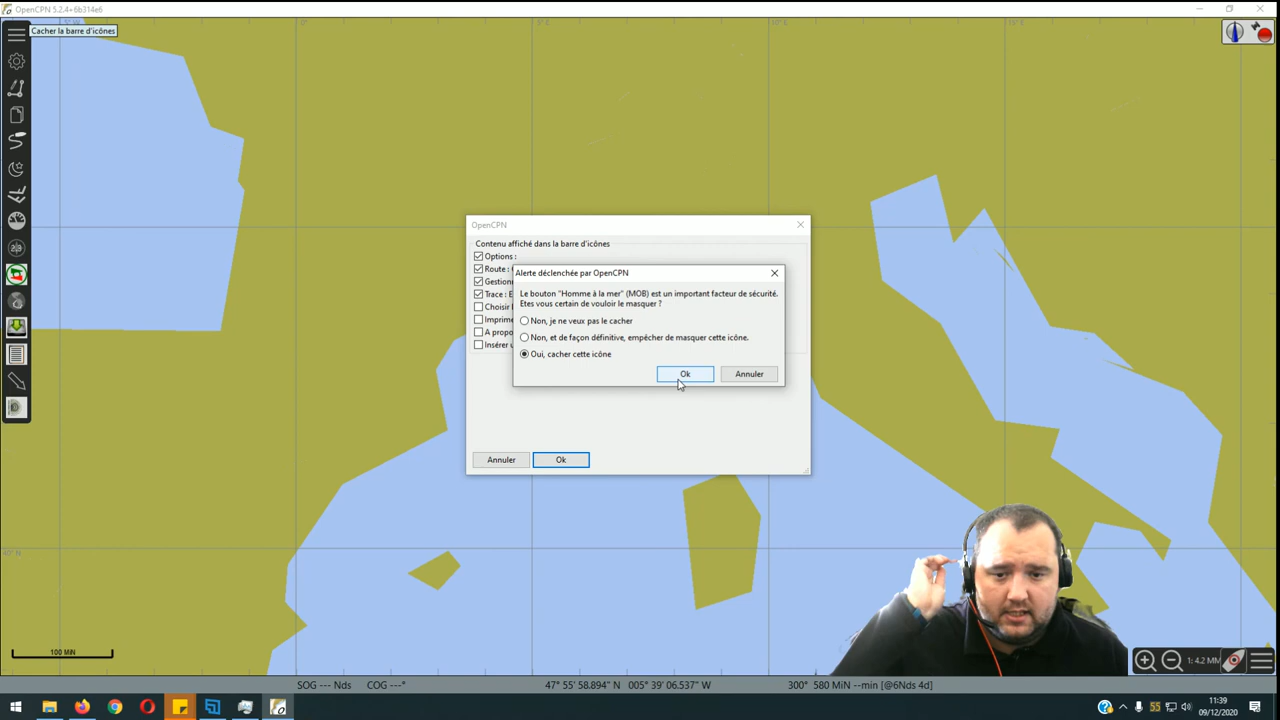 OpenCPN 5.2.4+6b314e6
Cacher la barre d'icônes
OpenCPN
Contenu affiché dans la barre d'icônes
Options :
Route :
Gestion
Trace : E
Choisir
Imprime
A propo
Insérer u
Alerte déclenchée par OpenCPN
Le bouton "Homme à la mer" (MOB) est un important facteur de sécurité.
Etes vous certain de vouloir le masquer ?
Non, je ne veux pas le cacher
Non, et de façon définitive, empêcher de masquer cette icône.
Oui, cacher cette icône
Ok
Annuler
Annuler
Ok
100 MiN
1: 4.2 MM
SOG --- Nds
COG ---°
47° 55' 58.894" N
005° 39' 06.537" W
300° 580 MiN --min [@6Nds 4d]
55
11:39
09/12/2020